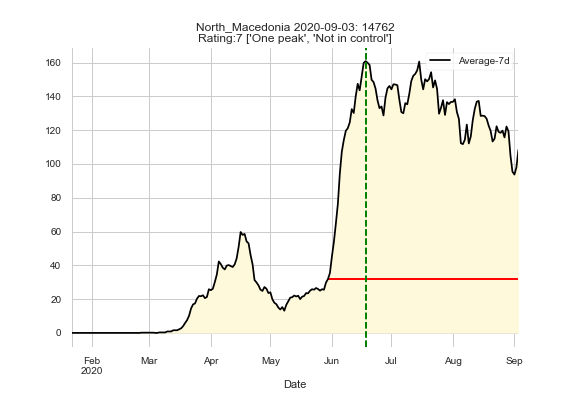 North_Macedonia 2020-09-03: 14762
Rating:7 ['One peak', 'Not in control']
Average-7d
160
140
120
100
80
60
40
20
0
Feb Mar Apr May Jun Jul Aug Sep
2020
Date